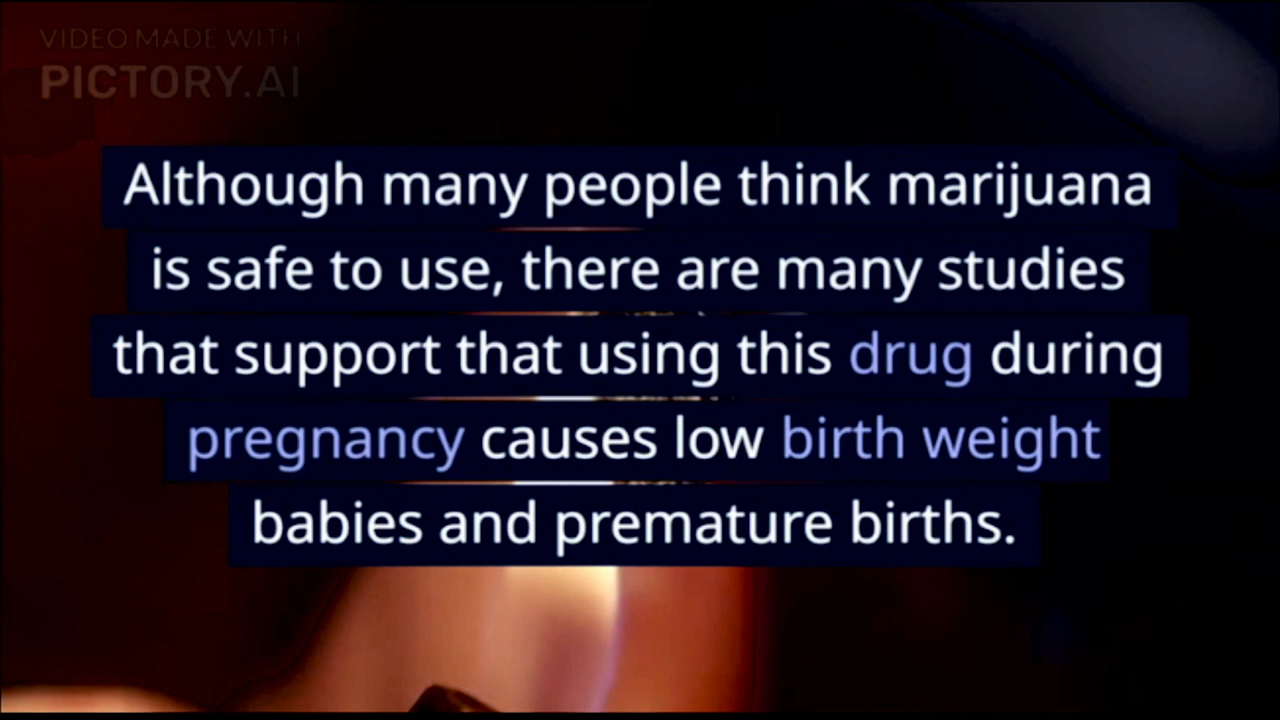 VIDEO MADE WITH
PICTORY.AI
Although many people think marijuana
is safe to use, there are many studies
that support that using this drug during
pregnancy causes low birth weight
babies and premature births.